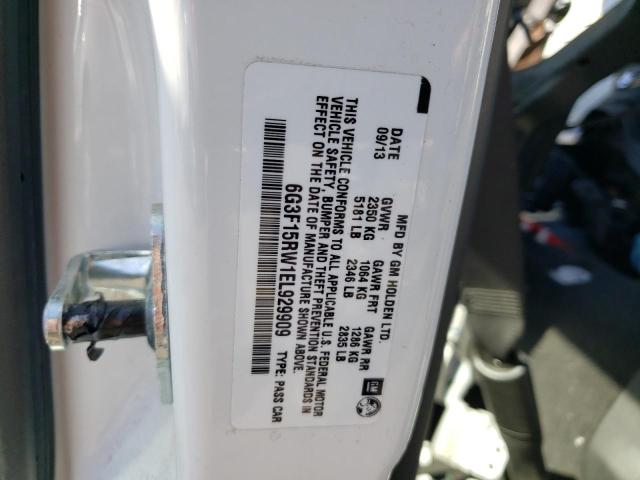 MFD BY GM HOLDEN LTD.
DATE GVWR GAWR FRT GAWR RR
09/13 2350 KG 1064 KG 1286 KG
5181 LB 2346 LB 2835 LB
THIS VEHICLE CONFORMS TO ALL APPLICABLE U.S. FEDERAL MOTOR
VEHICLE SAFETY, BUMPER AND THEFT PREVENTION STANDARDS IN
EFFECT ON THE DATE OF MANUFACTURE SHOWN ABOVE.
6G3F15RW1EL929909 TYPE: PASS CAR
GM